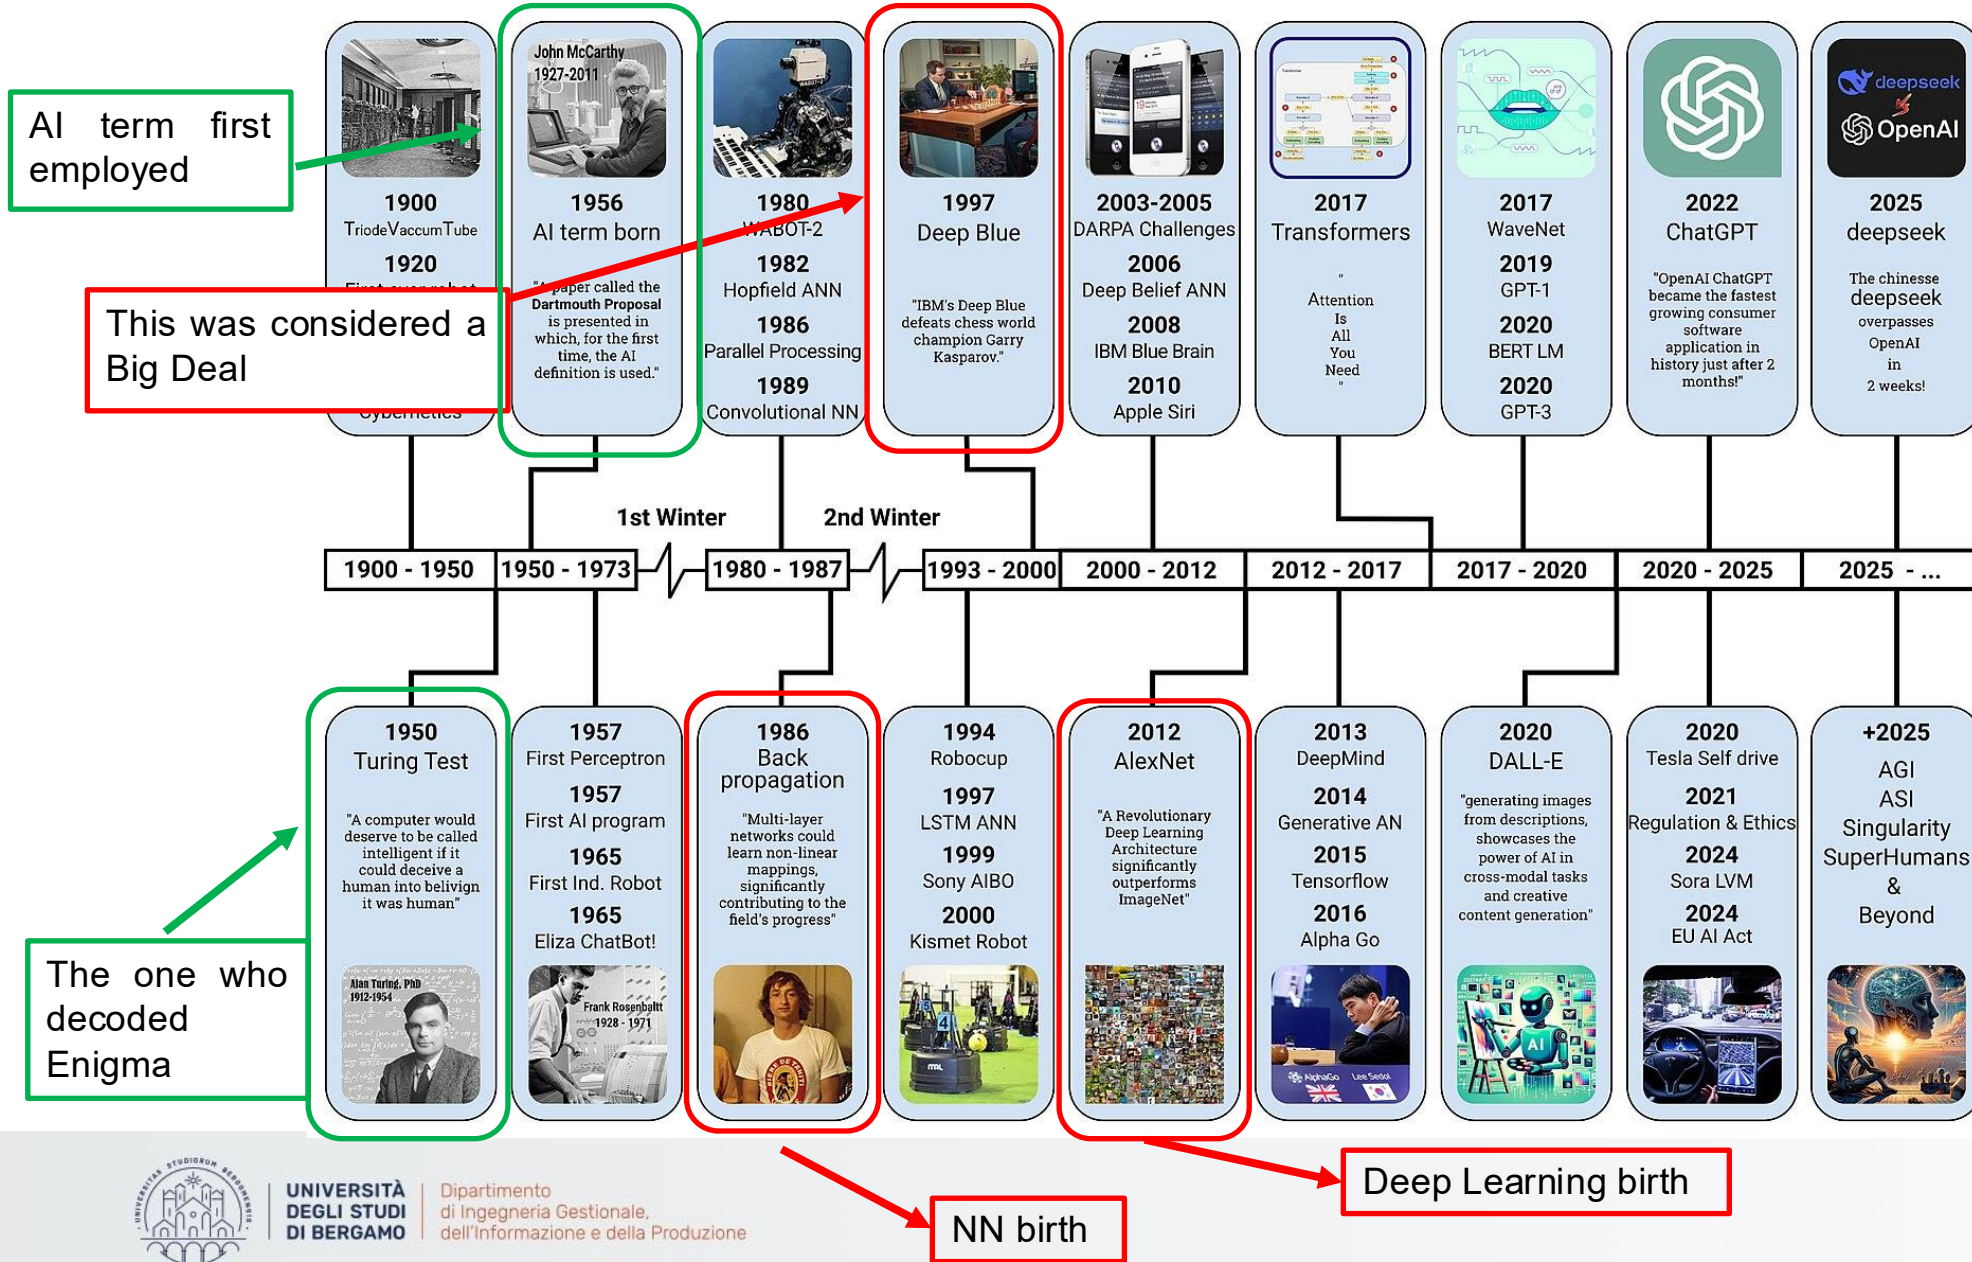 AI term first
employed
This was considered a
Big Deal
The one who
decoded
Enigma
NN birth
Deep Learning birth
1900
TriodeVaccumTube
1920
Cybernetics
John McCarthy
1927-2011
1956
AI term born
"A paper called the
Dartmouth Proposal
is presented in
which, for the first
time, the AI
definition is used."
1980
WABOT-2
1982
Hopfield ANN
1986
Parallel Processing
1989
Convolutional NN
1997
Deep Blue
"IBM's Deep Blue
defeats chess world
champion Garry
Kasparov."
2003-2005
DARPA Challenges
2006
Deep Belief ANN
2008
IBM Blue Brain
2010
Apple Siri
2017
Transformers
"
Attention
Is
All
You
Need
"
2017
WaveNet
2019
GPT-1
2020
BERT LM
2020
GPT-3
2022
ChatGPT
"OpenAI ChatGPT
became the fastest
growing consumer
software
application in
history just after 2
months!"
deepseek
VS
OpenAI
2025
deepseek
The chinesse
deepseek
overpasses
OpenAI
in
2 weeks!
1st Winter
2nd Winter
1900 - 1950
1950 - 1973
1980 - 1987
1993 - 2000
2000 - 2012
2012 - 2017
2017 - 2020
2020 - 2025
2025 - ...
1950
Turing Test
"A computer would
deserve to be called
intelligent if it
could deceive a
human into belivign
it was human"
Alan Turing, PhD
1912-1954
1957
First Perceptron
1957
First AI program
1965
First Ind. Robot
1965
Eliza ChatBot!
Frank Rosenbaltt
1928 - 1971
1986
Back
propagation
"Multi-layer
networks could
learn non-linear
mappings,
significantly
contributing to the
field's progress"
1994
Robocup
1997
LSTM ANN
1999
Sony AIBO
2000
Kismet Robot
5
4
2012
AlexNet
"A Revolutionary
Deep Learning
Architecture
significantly
outperforms
ImageNet"
2013
DeepMind
2014
Generative AN
2015
Tensorflow
2016
Alpha Go
AlphaGo
Lee Sedol
2020
DALL-E
"generating images
from descriptions,
showcases the
power of AI in
cross-modal tasks
and creative
content generation"
AI
2020
Tesla Self drive
2021
Regulation & Ethics
2024
Sora LVM
2024
EU AI Act
+2025
AGI
ASI
Singularity
SuperHumans
&
Beyond
UNIVERSITÀ
DEGLI STUDI
DI BERGAMO
Dipartimento
di Ingegneria Gestionale,
dell'Informazione e della Produzione